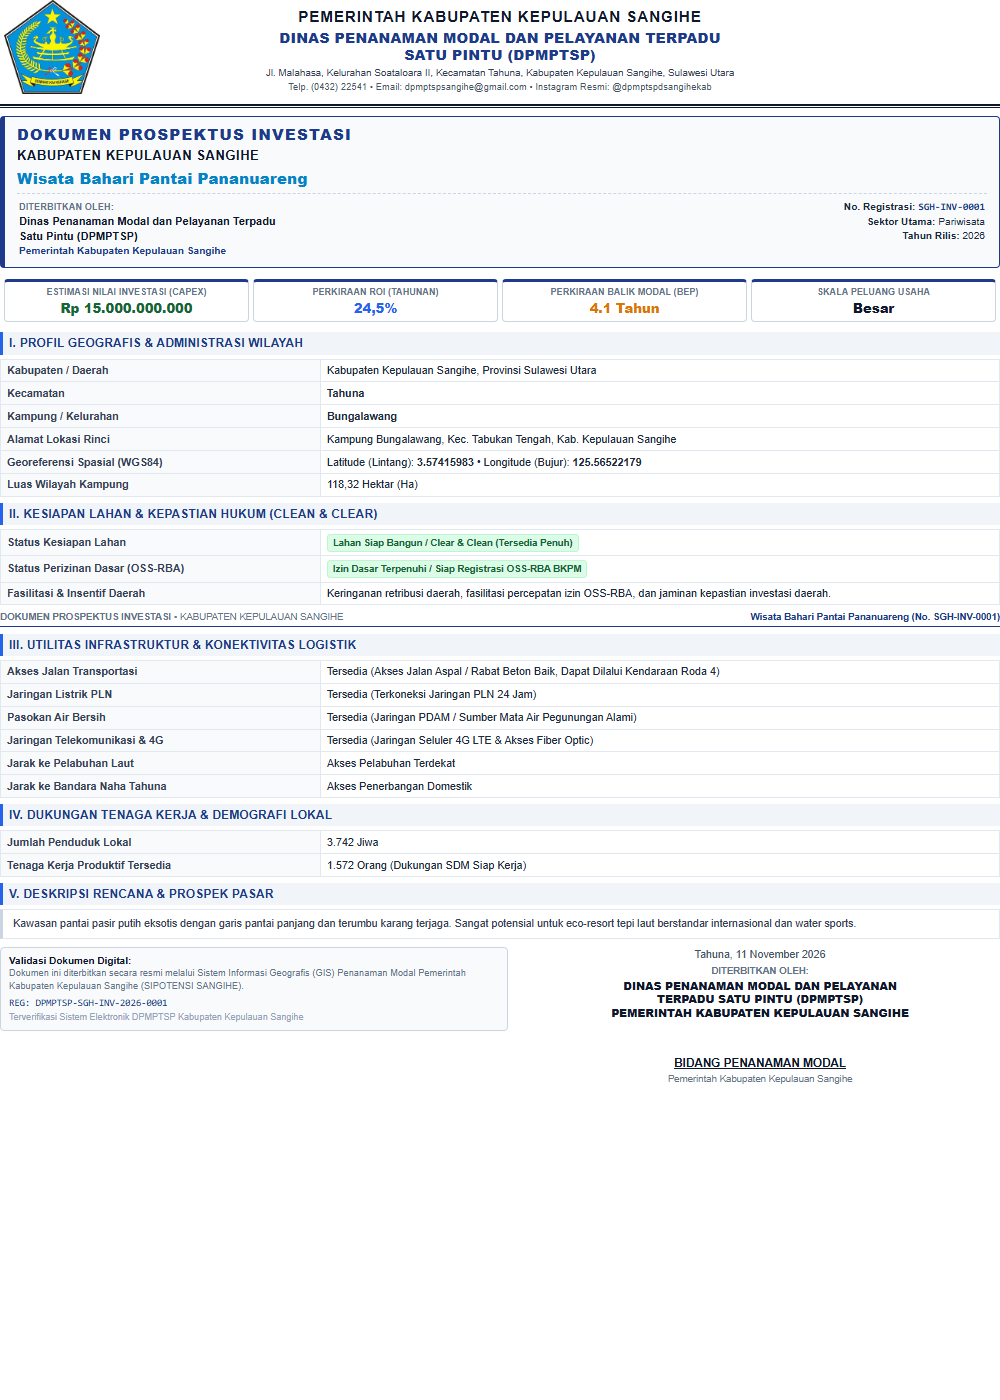 PEMERINTAH KABUPATEN KEPULAUAN SANGIHE
DINAS PENANAMAN MODAL DAN PELAYANAN TERPADU
SATU PINTU (DPMPTSP)
Jl. Malahasa, Kelurahan Soataloara II, Kecamatan Tahuna, Kabupaten Kepulauan Sangihe, Sulawesi Utara
Telp. (0432) 22541 • Email: dpmptspsangihe@gmail.com • Instagram Resmi: @dpmptspdsangihekab
DOKUMEN PROSPEKTUS INVESTASI
KABUPATEN KEPULAUAN SANGIHE
Wisata Bahari Pantai Pananuareng
DITERBITKAN OLEH:
Dinas Penanaman Modal dan Pelayanan Terpadu
Satu Pintu (DPMPTSP)
Pemerintah Kabupaten Kepulauan Sangihe
No. Registrasi: SGH-INV-0001
Sektor Utama: Pariwisata
Tahun Rilis: 2026
ESTIMASI NILAI INVESTASI (CAPEX)
Rp 15.000.000.000
PERKIRAAN ROI (TAHUNAN)
24,5%
PERKIRAAN BALIK MODAL (BEP)
4.1 Tahun
SKALA PELUANG USAHA
Besar
I. PROFIL GEOGRAFIS & ADMINISTRASI WILAYAH
Kabupaten / Daerah Kabupaten Kepulauan Sangihe, Provinsi Sulawesi Utara
Kecamatan Tahuna
Kampung / Kelurahan Bungalawang
Alamat Lokasi Rinci Kampung Bungalawang, Kec. Tabukan Tengah, Kab. Kepulauan Sangihe
Georeferensi Spasial (WGS84) Latitude (Lintang): 3.57415983 • Longitude (Bujur): 125.56522179
Luas Wilayah Kampung 118,32 Hektar (Ha)
II. KESIAPAN LAHAN & KEPASTIAN HUKUM (CLEAN & CLEAR)
Status Kesiapan Lahan Lahan Siap Bangun / Clear & Clean (Tersedia Penuh)
Status Perizinan Dasar (OSS-RBA) Izin Dasar Terpenuhi / Siap Registrasi OSS-RBA BKPM
Fasilitasi & Insentif Daerah Keringanan retribusi daerah, fasilitasi percepatan izin OSS-RBA, dan jaminan kepastian investasi daerah.
DOKUMEN PROSPEKTUS INVESTASI • KABUPATEN KEPULAUAN SANGIHE Wisata Bahari Pantai Pananuareng (No. SGH-INV-0001)
III. UTILITAS INFRASTRUKTUR & KONEKTIVITAS LOGISTIK
Akses Jalan Transportasi Tersedia (Akses Jalan Aspal / Rabat Beton Baik, Dapat Dilalui Kendaraan Roda 4)
Jaringan Listrik PLN Tersedia (Terkoneksi Jaringan PLN 24 Jam)
Pasokan Air Bersih Tersedia (Jaringan PDAM / Sumber Mata Air Pegunungan Alami)
Jaringan Telekomunikasi & 4G Tersedia (Jaringan Seluler 4G LTE & Akses Fiber Optic)
Jarak ke Pelabuhan Laut Akses Pelabuhan Terdekat
Jarak ke Bandara Naha Tahuna Akses Penerbangan Domestik
IV. DUKUNGAN TENAGA KERJA & DEMOGRAFI LOKAL
Jumlah Penduduk Lokal 3.742 Jiwa
Tenaga Kerja Produktif Tersedia 1.572 Orang (Dukungan SDM Siap Kerja)
V. DESKRIPSI RENCANA & PROSPEK PASAR
Kawasan pantai pasir putih eksotis dengan garis pantai panjang dan terumbu karang terjaga. Sangat potensial untuk eco-resort tepi laut berstandar internasional dan water sports.
Validasi Dokumen Digital:
Dokumen ini diterbitkan secara resmi melalui Sistem Informasi Geografis (GIS) Penanaman Modal Pemerintah
Kabupaten Kepulauan Sangihe (SIPOTENSI SANGIHE).
REG: DPMPTSP-SGH-INV-2026-0001
Terverifikasi Sistem Elektronik DPMPTSP Kabupaten Kepulauan Sangihe
Tahuna, 11 November 2026
DITERBITKAN OLEH:
DINAS PENANAMAN MODAL DAN PELAYANAN
TERPADU SATU PINTU (DPMPTSP)
PEMERINTAH KABUPATEN KEPULAUAN SANGIHE
BIDANG PENANAMAN MODAL
Pemerintah Kabupaten Kepulauan Sangihe